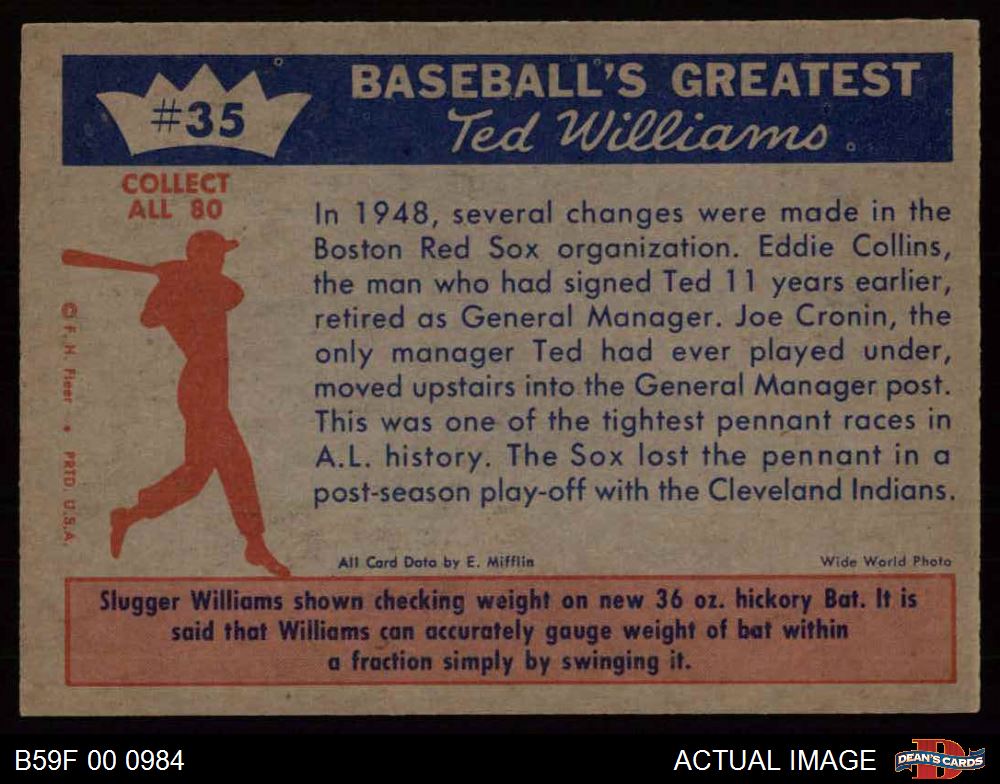 #35
BASEBALL'S GREATEST
Ted Williams
COLLECT
ALL 80
In 1948, several changes were made in the
Boston Red Sox organization. Eddie Collins,
the man who had signed Ted 11 years earlier,
retired as General Manager. Joe Cronin, the
only manager Ted had ever played under,
moved upstairs into the General Manager post.
This was one of the tightest pennant races in
A.L. history. The Sox lost the pennant in a
post-season play-off with the Cleveland Indians.
© F. H. Fleer • PRTD. U.S.A.
All Card Data by E. Mifflin
Wide World Photo
Slugger Williams shown checking weight on new 36 oz. hickory Bat. It is
said that Williams can accurately gauge weight of bat within
a fraction simply by swinging it.
B59F 00 0984
ACTUAL IMAGE
DEAN'S CARDS